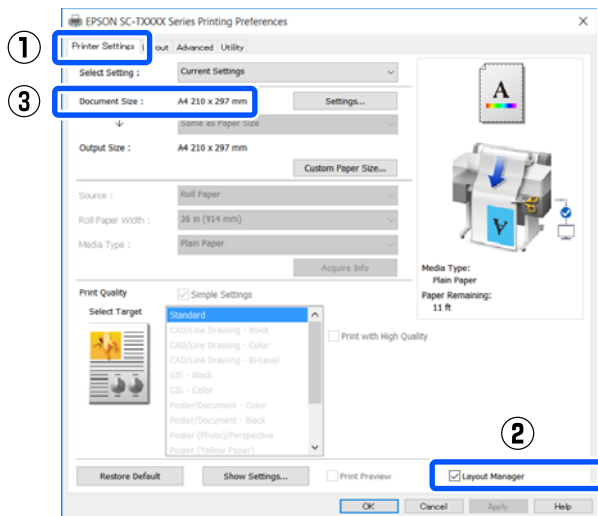 EPSON SC-TXXXX Series Printing Preferences
①
Printer Settings Layout Advanced Utility
Select Setting : Current Settings
③
Document Size : A4 210 x 297 mm Settings...
Same as Paper Size
Output Size : A4 210 x 297 mm
Custom Paper Size...
Source : Roll Paper
Roll Paper Width : 36 in (914 mm)
Media Type : Plain Paper
Acquire Info
A
A
Media Type:
Plain Paper
Paper Remaining:
11 ft
Print Quality Simple Settings
Select Target
Standard
CAD/Line Drawing - Black
CAD/Line Drawing - Color
CAD/Line Drawing - Bi-Level
GIS - Black
GIS - Color
Poster/Document - Color
Poster/Document - Black
Poster (Photo)/Perspective
Poster (Yellow Paper)
Print with High Quality
②
Restore Default Show Settings... Print Preview Layout Manager
OK Cancel Apply Help